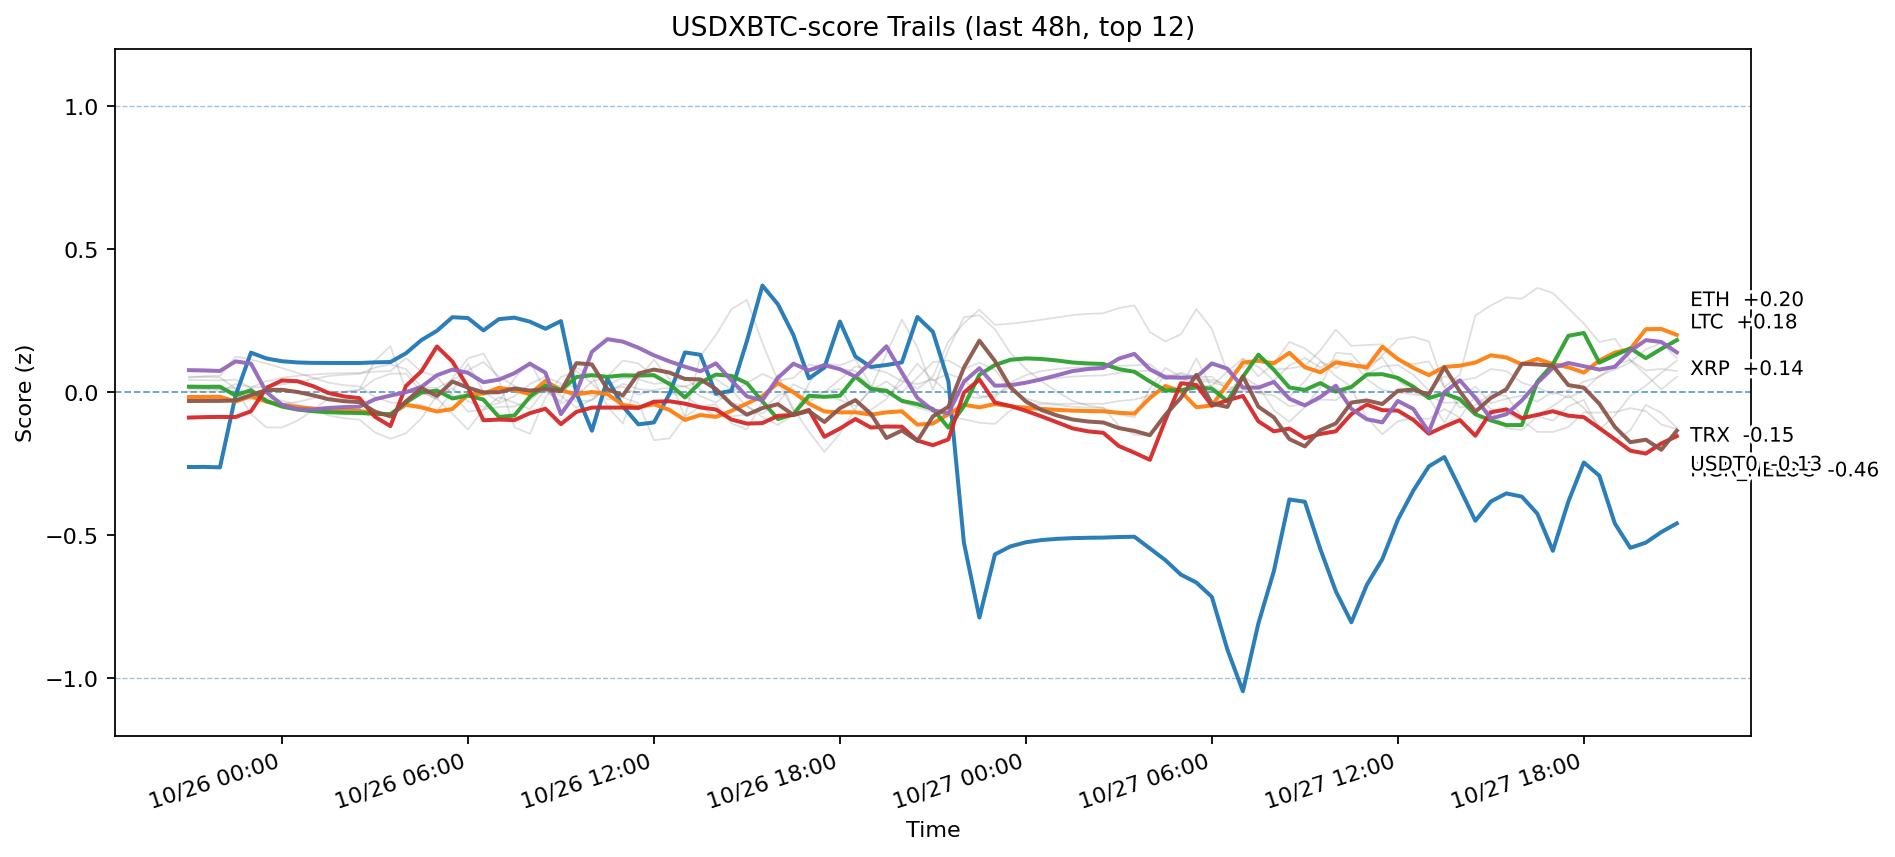 USDXBTC-score Trails (last 48h, top 12)
Score (z)
1.0
0.5
0.0
−0.5
−1.0
ETH +0.20
LTC +0.18
XRP +0.14
TRX -0.15
USDT0 -0.13
-0.46
10/26 00:00
10/26 06:00
10/26 12:00
10/26 18:00
10/27 00:00
10/27 06:00
10/27 12:00
10/27 18:00
Time